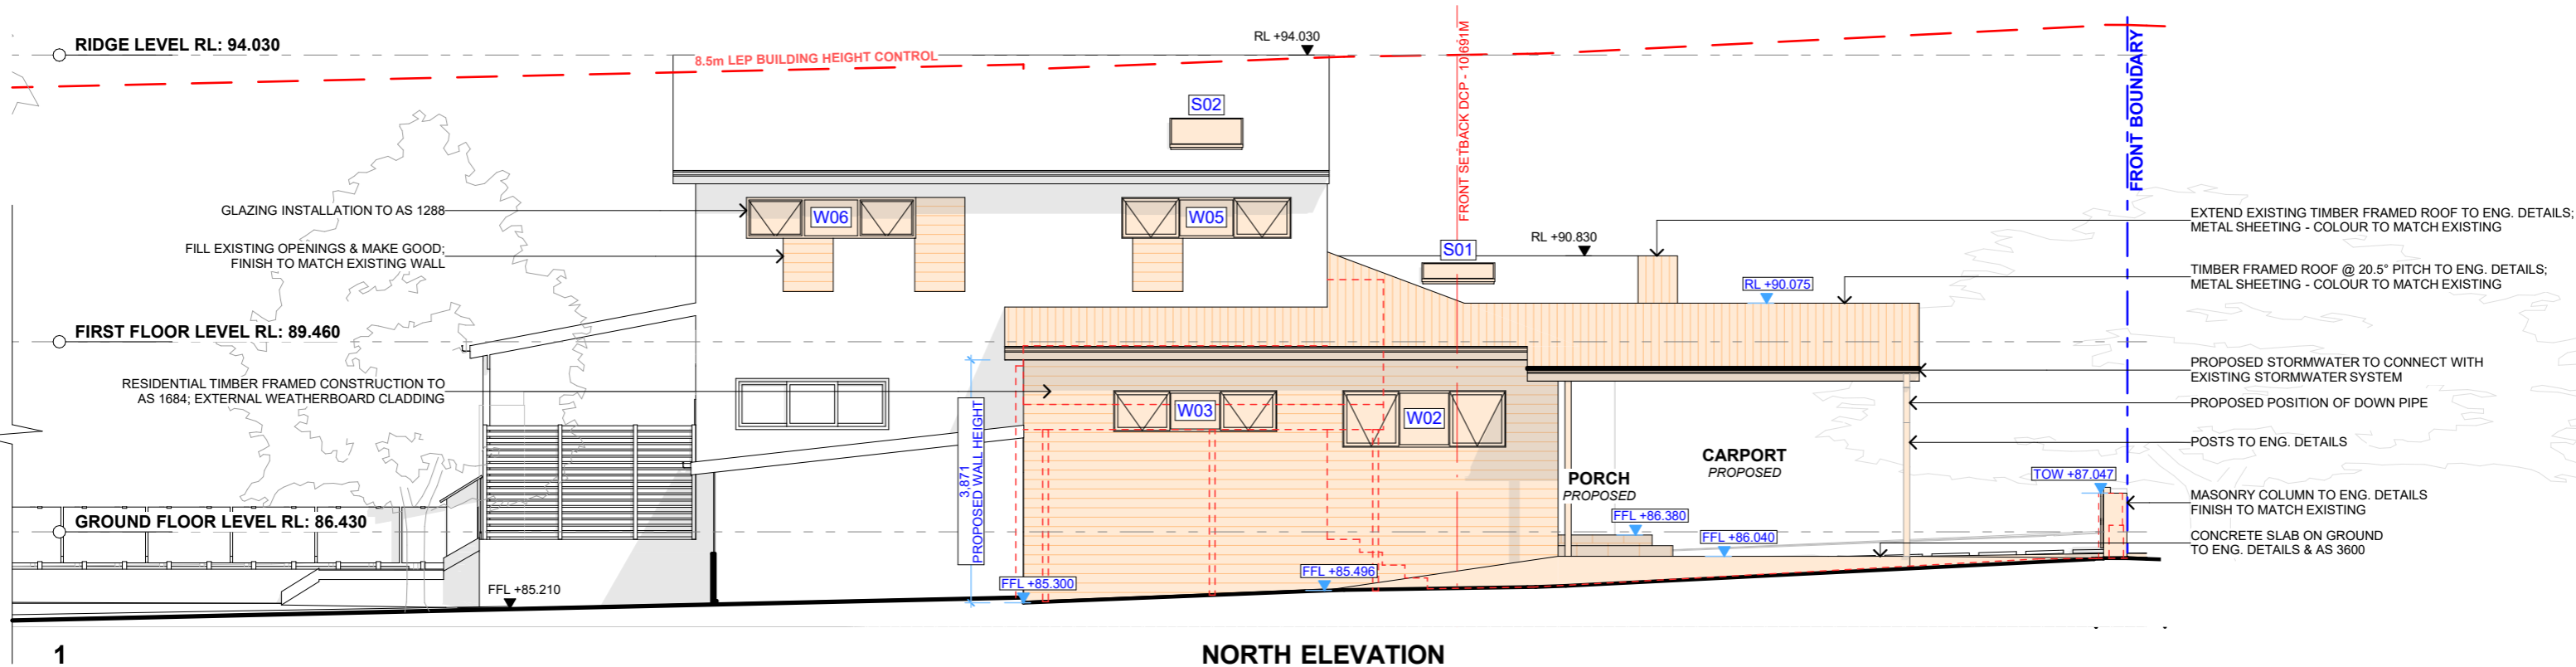 RIDGE LEVEL RL: 94.030
8.5m LEP BUILDING HEIGHT CONTROL
RL +94.030
FRONT SETBACK DCP - 10.691M
FRONT BOUNDARY
S02
GLAZING INSTALLATION TO AS 1288
W06
W05
FILL EXISTING OPENINGS & MAKE GOOD;
FINISH TO MATCH EXISTING WALL
RL +90.830
S01
RL +90.075
EXTEND EXISTING TIMBER FRAMED ROOF TO ENG. DETAILS;
METAL SHEETING - COLOUR TO MATCH EXISTING
TIMBER FRAMED ROOF @ 20.5° PITCH TO ENG. DETAILS;
METAL SHEETING - COLOUR TO MATCH EXISTING
FIRST FLOOR LEVEL RL: 89.460
RESIDENTIAL TIMBER FRAMED CONSTRUCTION TO
AS 1684; EXTERNAL WEATHERBOARD CLADDING
3,871
PROPOSED WALL HEIGHT
W03
W02
PROPOSED STORMWATER TO CONNECT WITH
EXISTING STORMWATER SYSTEM
PROPOSED POSITION OF DOWN PIPE
POSTS TO ENG. DETAILS
CARPORT
PROPOSED
PORCH
PROPOSED
TOW +87.047
MASONRY COLUMN TO ENG. DETAILS
FINISH TO MATCH EXISTING
GROUND FLOOR LEVEL RL: 86.430
FFL +86.380
FFL +86.040
CONCRETE SLAB ON GROUND
TO ENG. DETAILS & AS 3600
FFL +85.210
FFL +85.300
FFL +85.496
1
NORTH ELEVATION